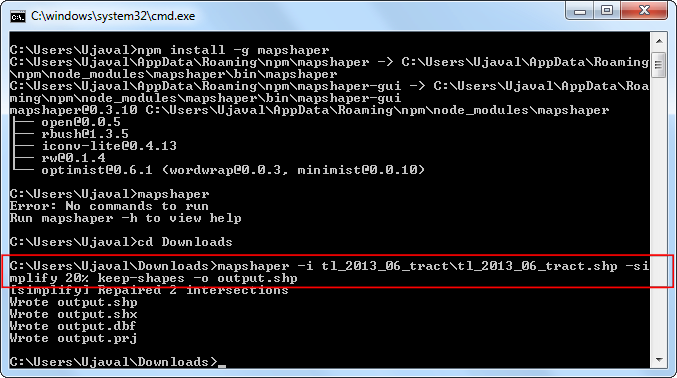 C:\windows\system32\cmd.exe
C:\Users\Ujaval>npm install -g mapshaper
C:\Users\Ujaval\AppData\Roaming\npm\mapshaper -> C:\Users\Ujaval\AppData\Roaming
\npm\node_modules\mapshaper\bin\mapshaper
C:\Users\Ujaval\AppData\Roaming\npm\mapshaper-gui -> C:\Users\Ujaval\AppData\Roa
ming\npm\node_modules\mapshaper\bin\mapshaper-gui
mapshaper@0.3.10 C:\Users\Ujaval\AppData\Roaming\npm\node_modules\mapshaper
├── open@0.0.5
├── rbush@1.3.5
├── iconv-lite@0.4.13
├── rw@0.1.4
└── optimist@0.6.1 (wordwrap@0.0.3, minimist@0.0.10)
C:\Users\Ujaval>mapshaper
Error: No commands to run
Run mapshaper -h to view help
C:\Users\Ujaval>cd Downloads
C:\Users\Ujaval\Downloads>mapshaper -i tl_2013_06_tract\tl_2013_06_tract.shp -si
mplify 20% keep-shapes -o output.shp
[simplify] Repaired 2 intersections
Wrote output.shp
Wrote output.shx
Wrote output.dbf
Wrote output.prj
C:\Users\Ujaval\Downloads>_